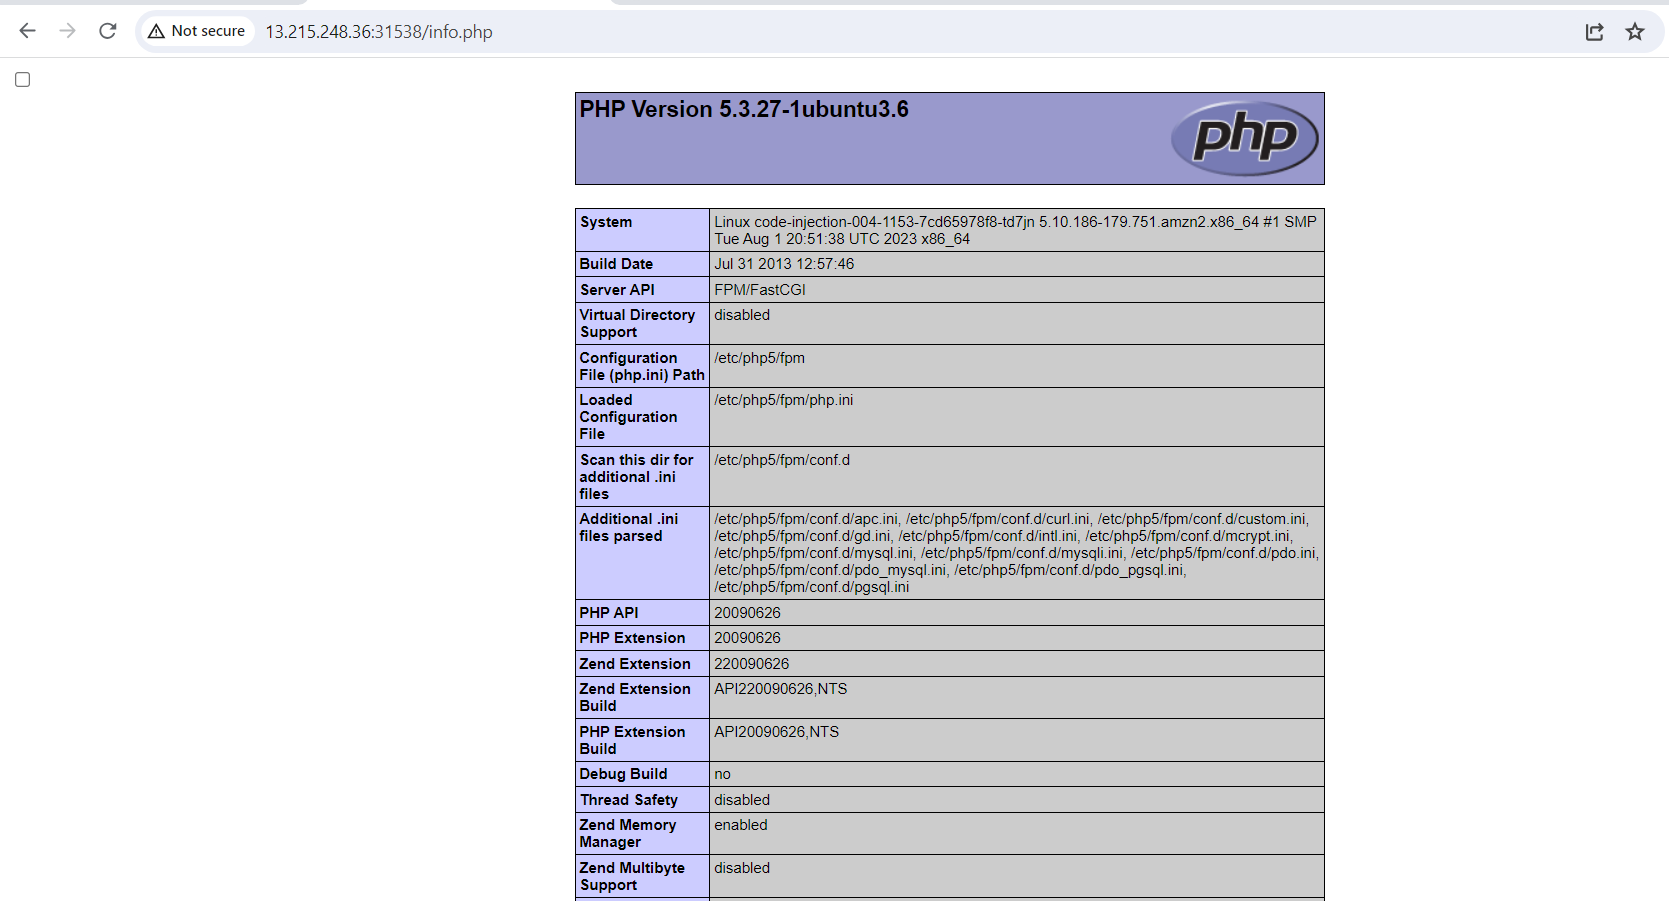 Not secure 13.215.248.36:31538/info.php
PHP Version 5.3.27-1ubuntu3.6
php
System
Linux code-injection-004-1153-7cd65978f8-td7jn 5.10.186-179.751.amzn2.x86_64 #1 SMP
Tue Aug 1 20:51:38 UTC 2023 x86_64
Build Date
Jul 31 2013 12:57:46
Server API
FPM/FastCGI
Virtual Directory
Support
disabled
Configuration
File (php.ini) Path
/etc/php5/fpm
Loaded
Configuration
File
/etc/php5/fpm/php.ini
Scan this dir for
additional .ini
files
/etc/php5/fpm/conf.d
Additional .ini
files parsed
/etc/php5/fpm/conf.d/apc.ini, /etc/php5/fpm/conf.d/curl.ini, /etc/php5/fpm/conf.d/custom.ini,
/etc/php5/fpm/conf.d/gd.ini, /etc/php5/fpm/conf.d/intl.ini, /etc/php5/fpm/conf.d/mcrypt.ini,
/etc/php5/fpm/conf.d/mysql.ini, /etc/php5/fpm/conf.d/mysqli.ini, /etc/php5/fpm/conf.d/pdo.ini,
/etc/php5/fpm/conf.d/pdo_mysql.ini, /etc/php5/fpm/conf.d/pdo_pgsql.ini,
/etc/php5/fpm/conf.d/pgsql.ini
PHP API
20090626
PHP Extension
20090626
Zend Extension
220090626
Zend Extension
Build
API220090626,NTS
PHP Extension
Build
API20090626,NTS
Debug Build
no
Thread Safety
disabled
Zend Memory
Manager
enabled
Zend Multibyte
Support
disabled